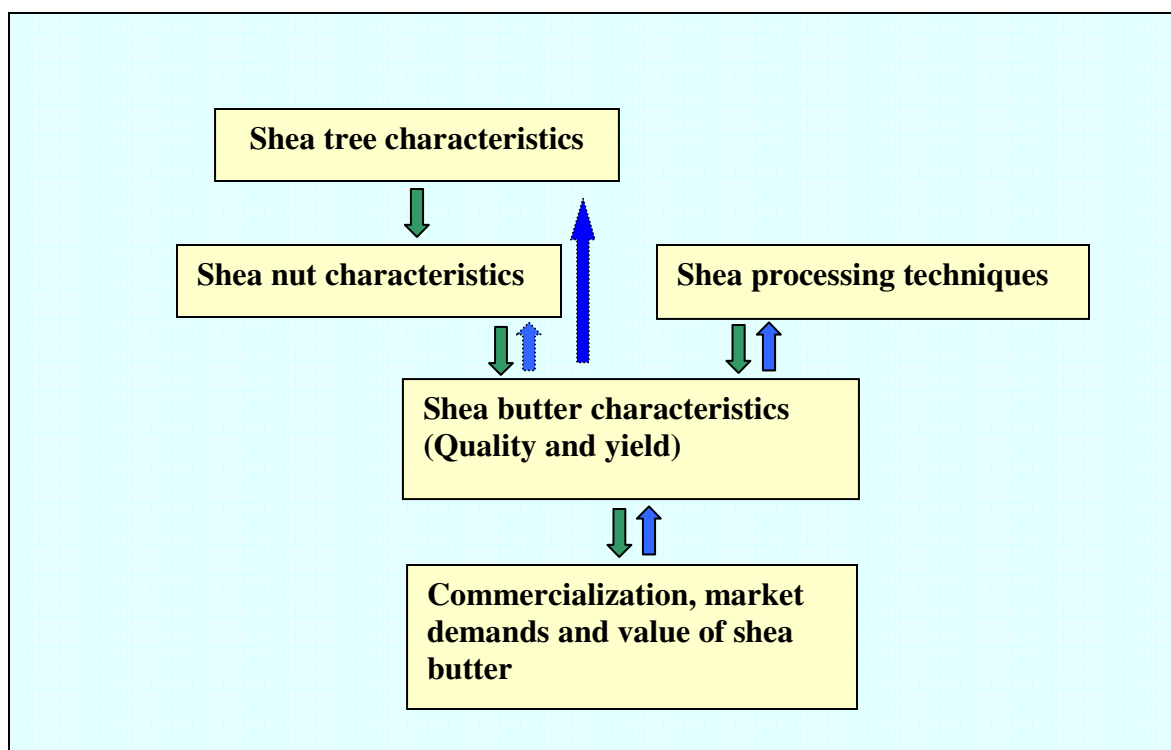 Shea tree characteristics
Shea nut characteristics
Shea processing techniques
Shea butter characteristics
(Quality and yield)
Commercialization, market
demands and value of shea
butter